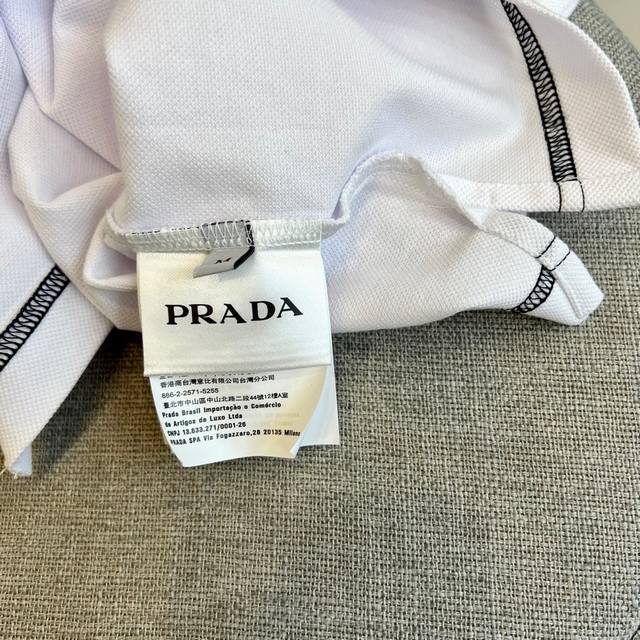 M
PRADA
香港商台灣意比有限公司台灣分公司
886-2-2571-5255
臺北市中山區中山北路二段44號12樓A室
Prada Brasil Importação e Comércio
de Artigos de Luxo Ltda
CNPJ 13.633.271/0001-26
PRADA SPA Via Fogazzaro,28 20135 Milano